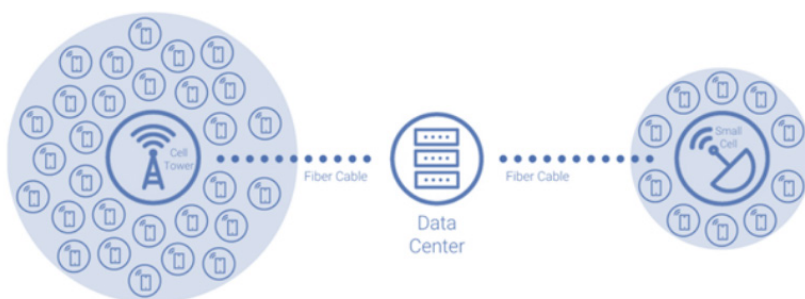 Cell
Tower
Fiber Cable
Data
Center
Fiber Cable
Small
Cell